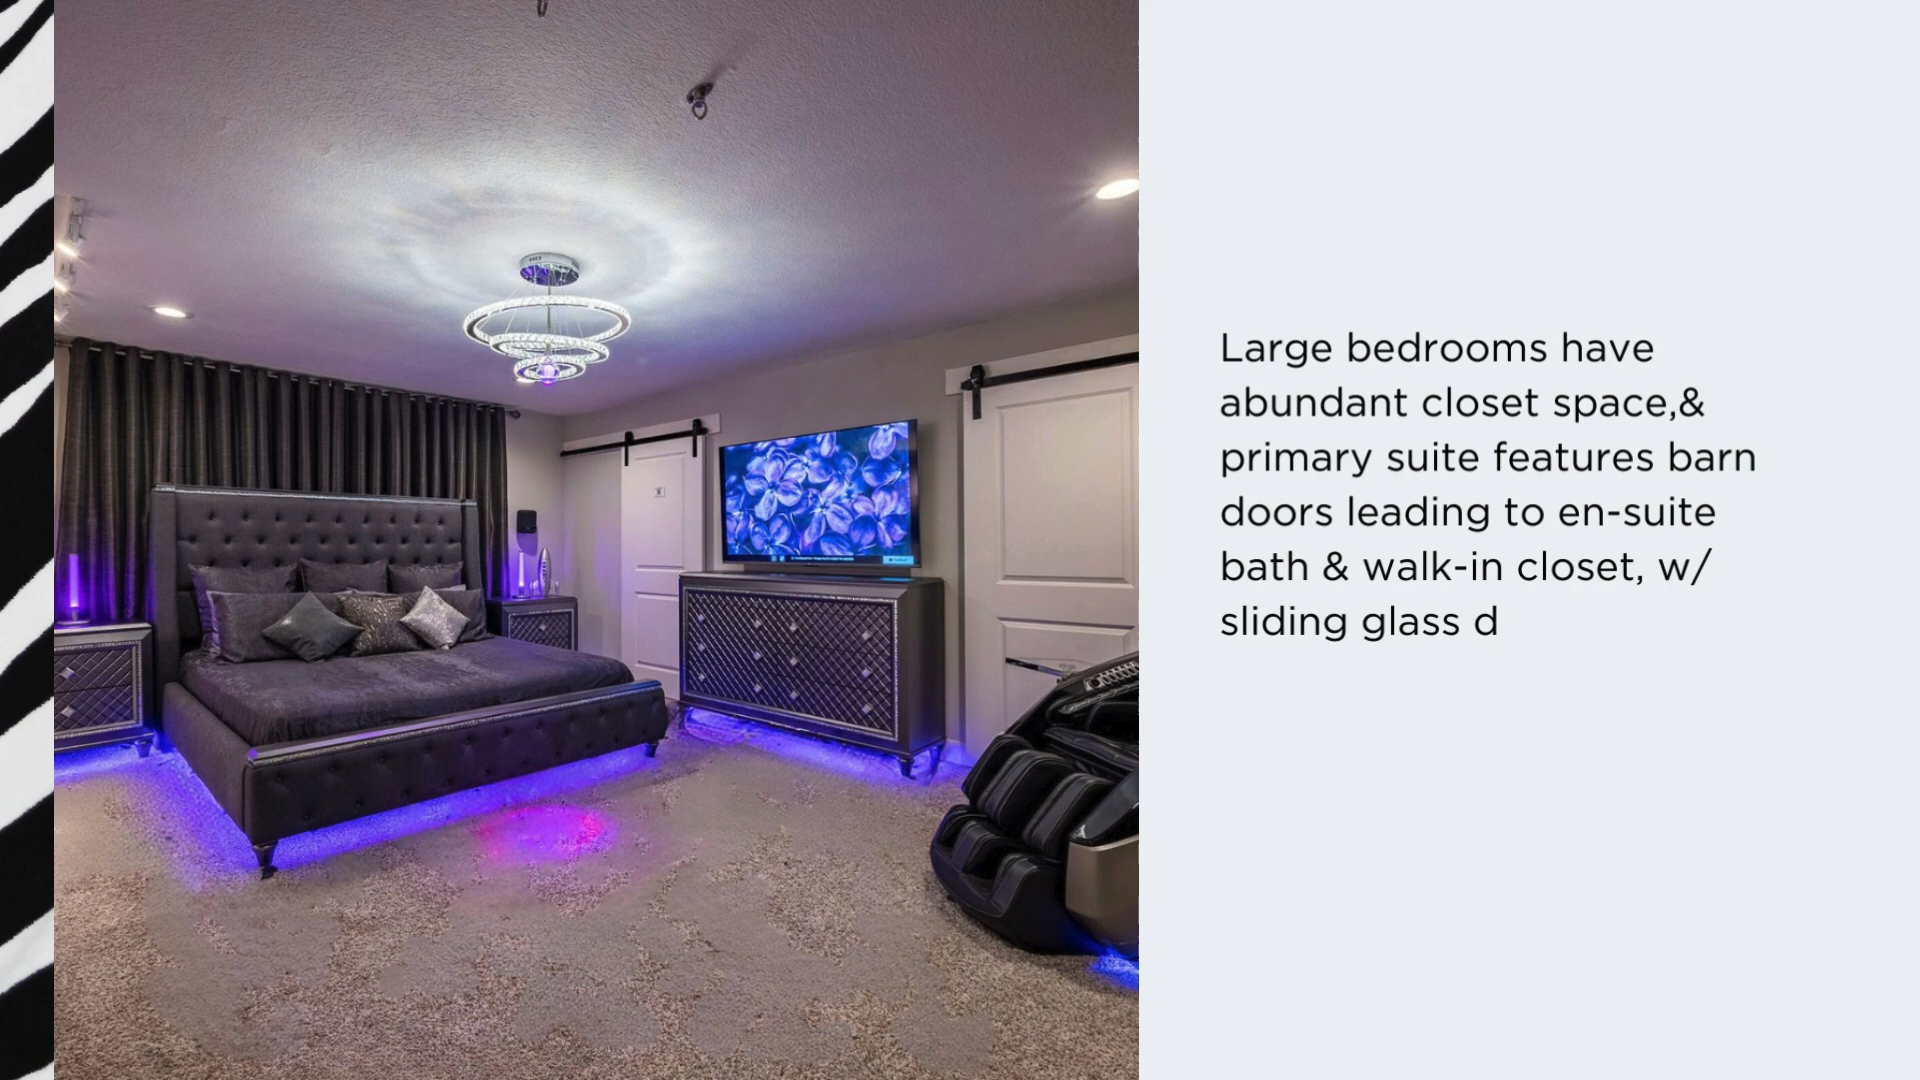 Large bedrooms have
abundant closet space,&
primary suite features barn
doors leading to en-suite
bath & walk-in closet, w/
sliding glass d